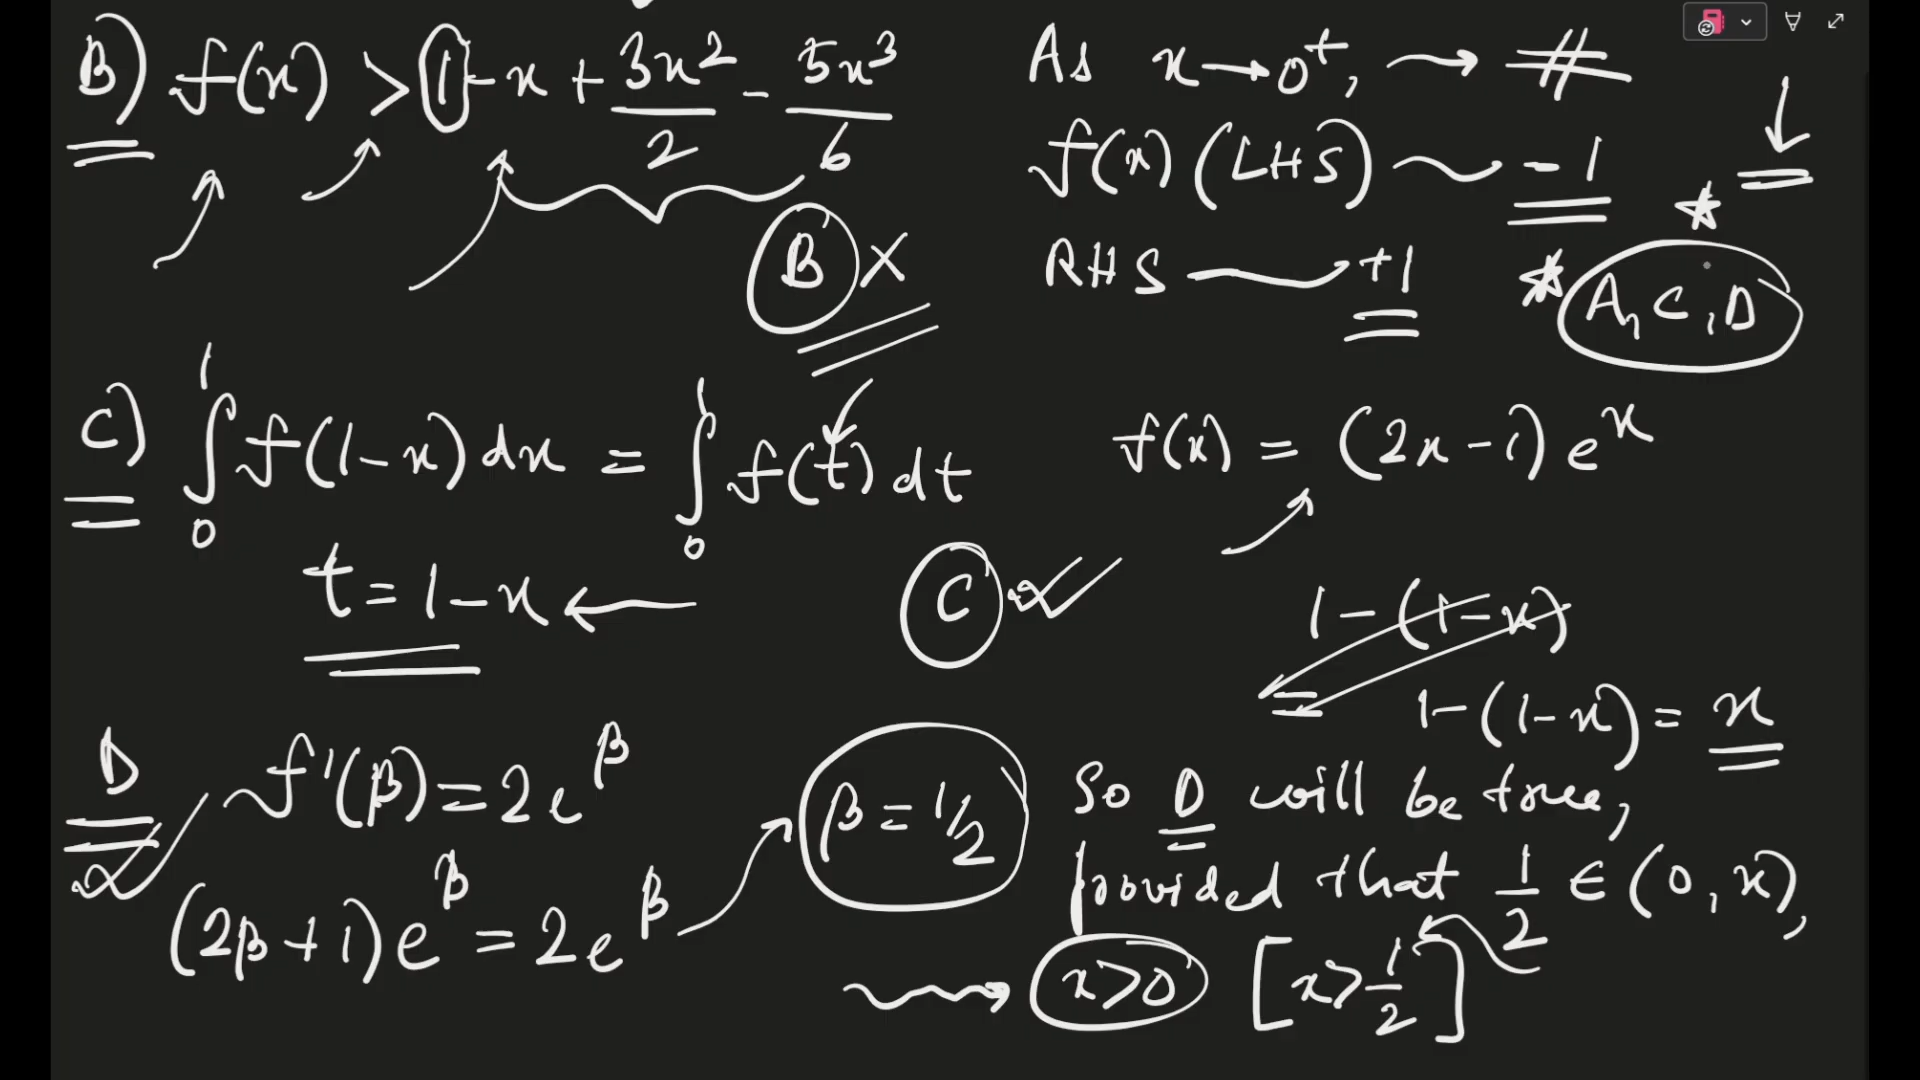 B) f(x) > 1 - x + 3x²/2 - 5x³/6
As x → 0⁺, →
f(x) (LHS) ~ -1
RHS → +1
B ×
A, C, D
C) ∫₀¹ f(1-x) dx = ∫₀¹ f(t) dt
f(x) = (2x-1) eˣ
t = 1-x ←
C
1-(1-x)
=
1-(1-x) = x
D f'(β) = 2e^β
(2β+1) e^β = 2e^β
β = 1/2
So D will be true,
provided that 1/2 ∈ (0, x),
x>0 [x > 1/2]